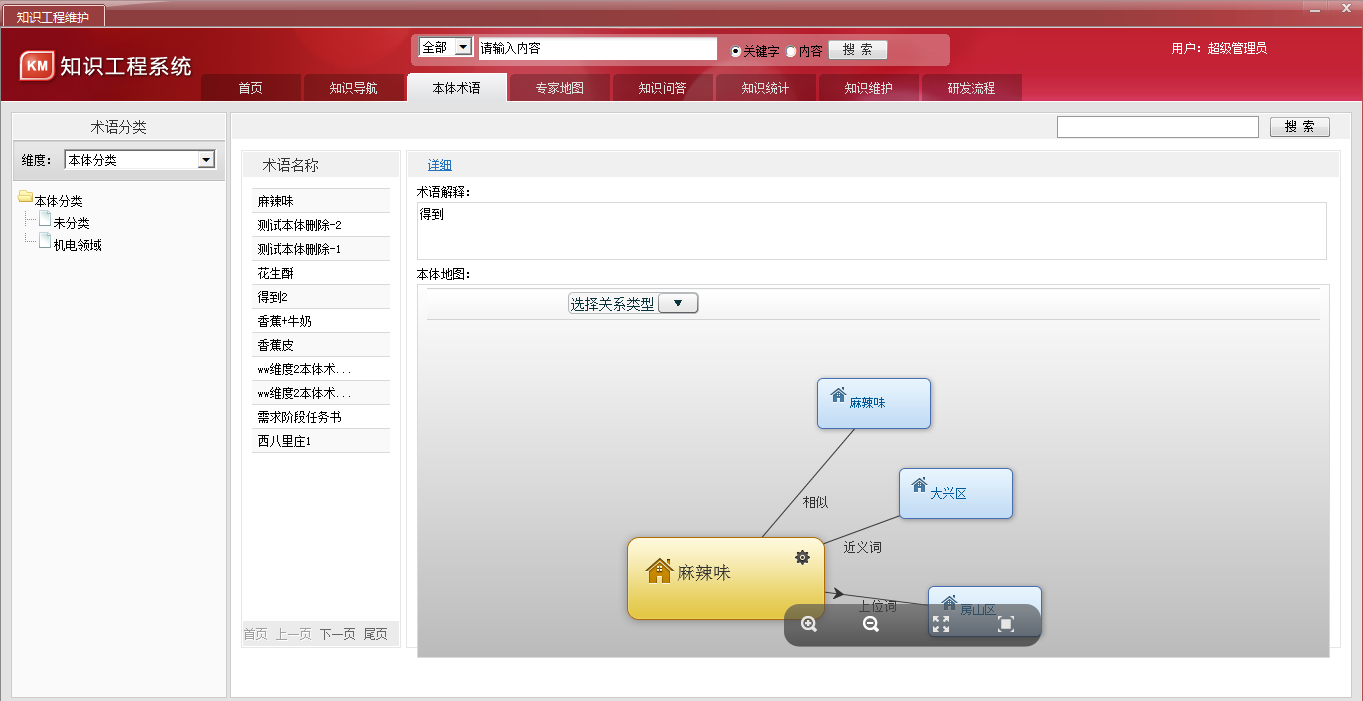 知识工程维护
KM 知识工程系统
全部 请输入内容 关键字 内容 搜 索
用户：超级管理员
首页 知识导航 本体术语 专家地图 知识问答 知识统计 知识维护 研发流程
术语分类
维度： 本体分类
本体分类
未分类
机电领域
搜 索
术语名称
麻辣味
测试本体删除-2
测试本体删除-1
花生酥
得到2
香蕉+牛奶
香蕉皮
ww维度2本体术...
ww维度2本体术...
需求阶段任务书
西八里庄1
首页 上一页 下一页 尾页
详细
术语解释：
得到
本体地图：
选择关系类型
麻辣味
相似
大兴区
近义词
麻辣味
上位词
房山区